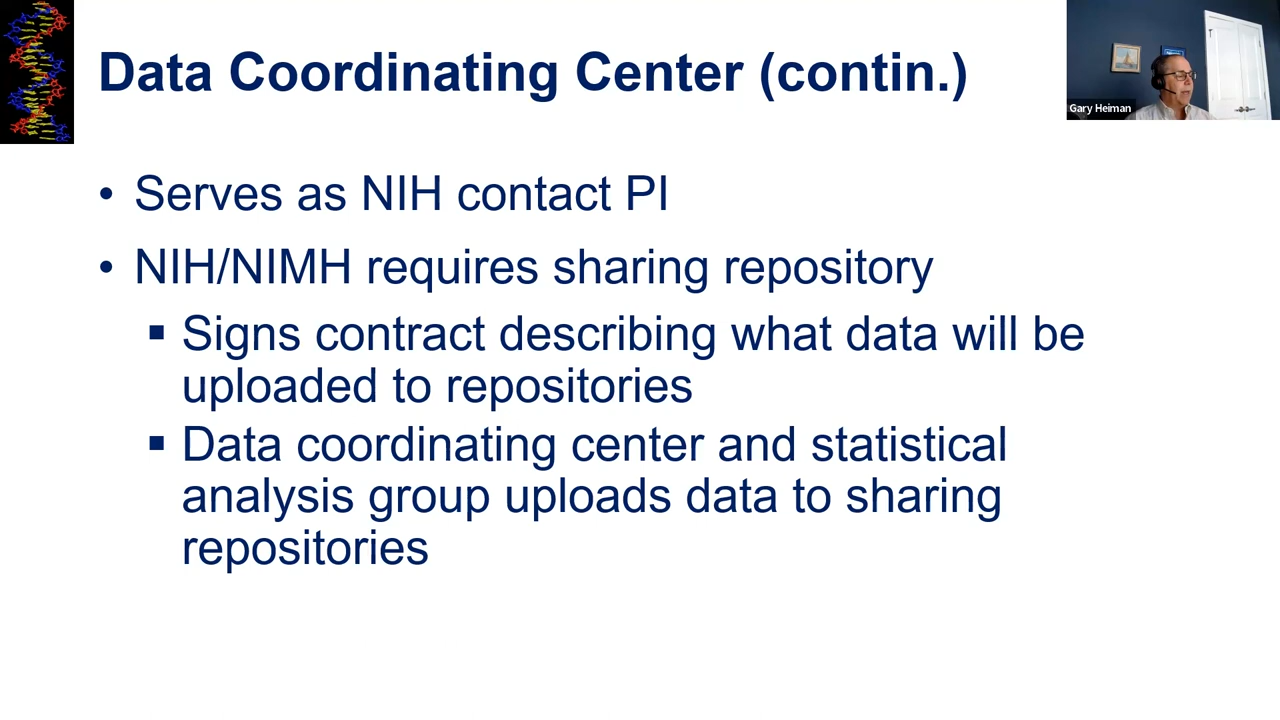 Data Coordinating Center (contin.)
Gary Heiman
• Serves as NIH contact PI
• NIH/NIMH requires sharing repository
▪ Signs contract describing what data will be
uploaded to repositories
▪ Data coordinating center and statistical
analysis group uploads data to sharing
repositories